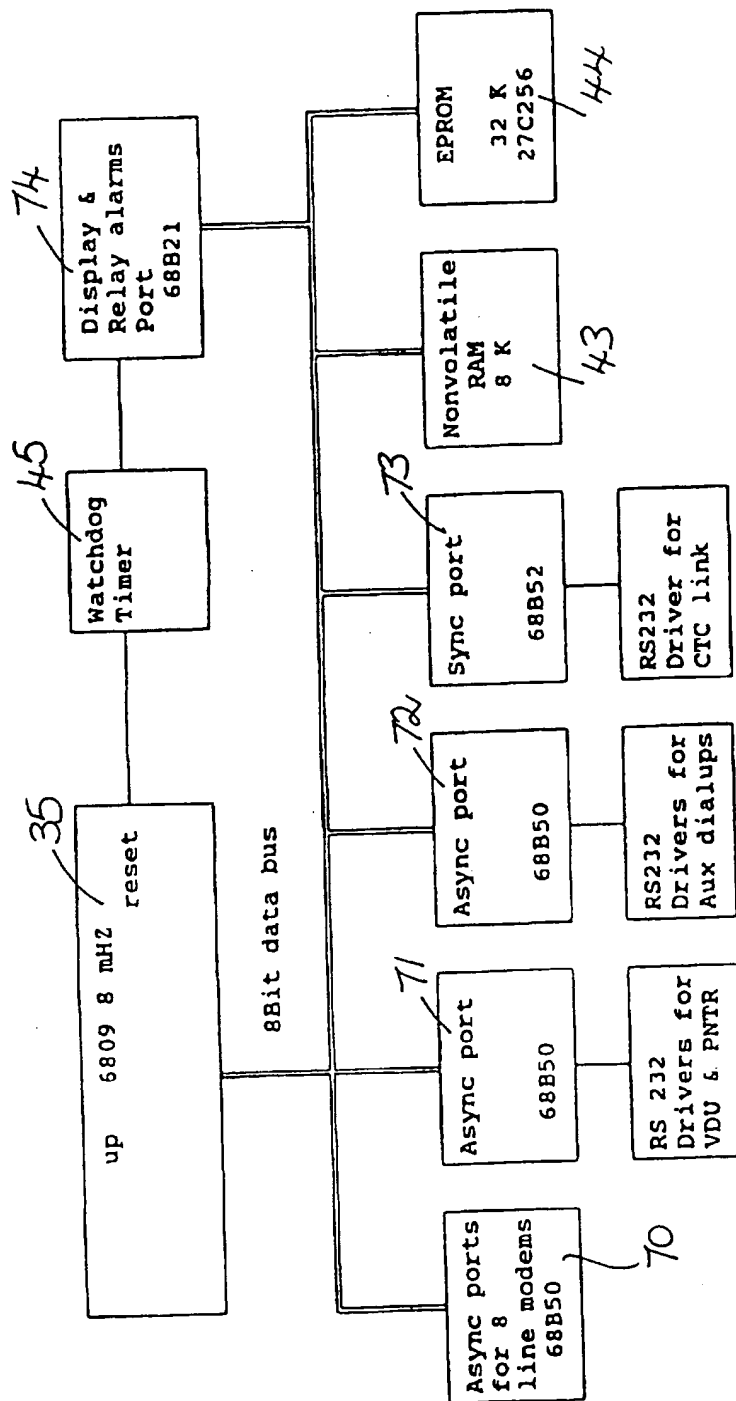 up 6809 8 mHZ
reset
35
Watchdog
Timer
45
Display &
Relay alarms
Port
68B21
74
8Bit data bus
Async ports
for 8
line modems
68B50
70
Async port
68B50
71
Async port
68B50
72
Sync port
68B52
73
Nonvolatile
RAM
8 K
43
EPROM
32 K
27C256
44
RS 232
Drivers for
VDU & PNTR
RS232
Drivers for
Aux dialups
RS232
Driver for
CTC link